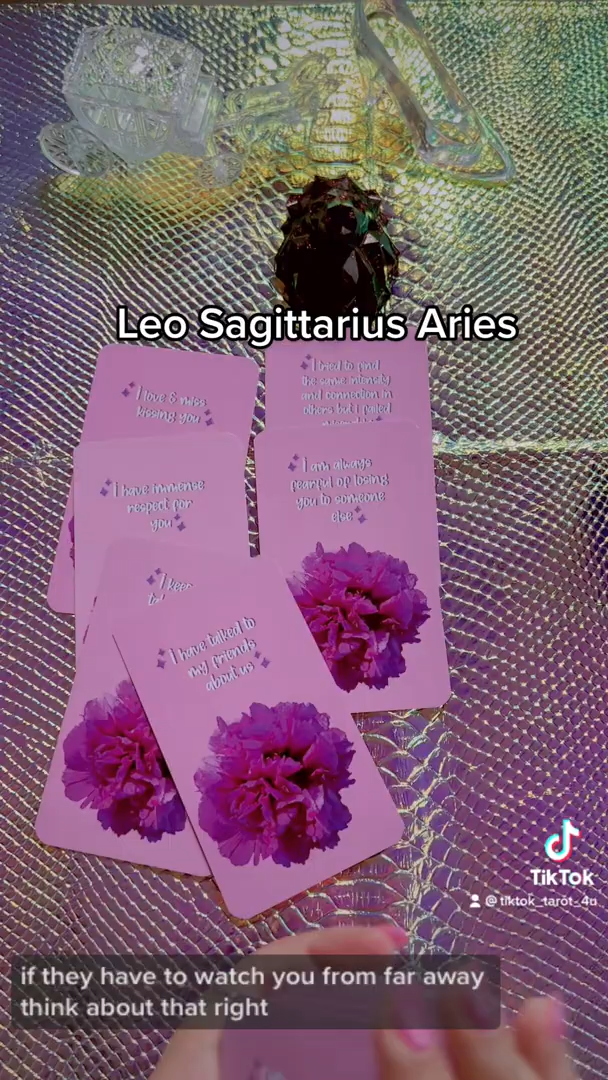 Leo Sagittarius Aries
I love & miss
kissing you
I tried to find
the same intensity
and connection in
others but I failed
I have immense
respect for
you
I am always
fearful of losing
you to someone
else
I keep
I have talked to
my friends
about us
TikTok
@tiktok_tarot_4u
if they have to watch you from far away
think about that right